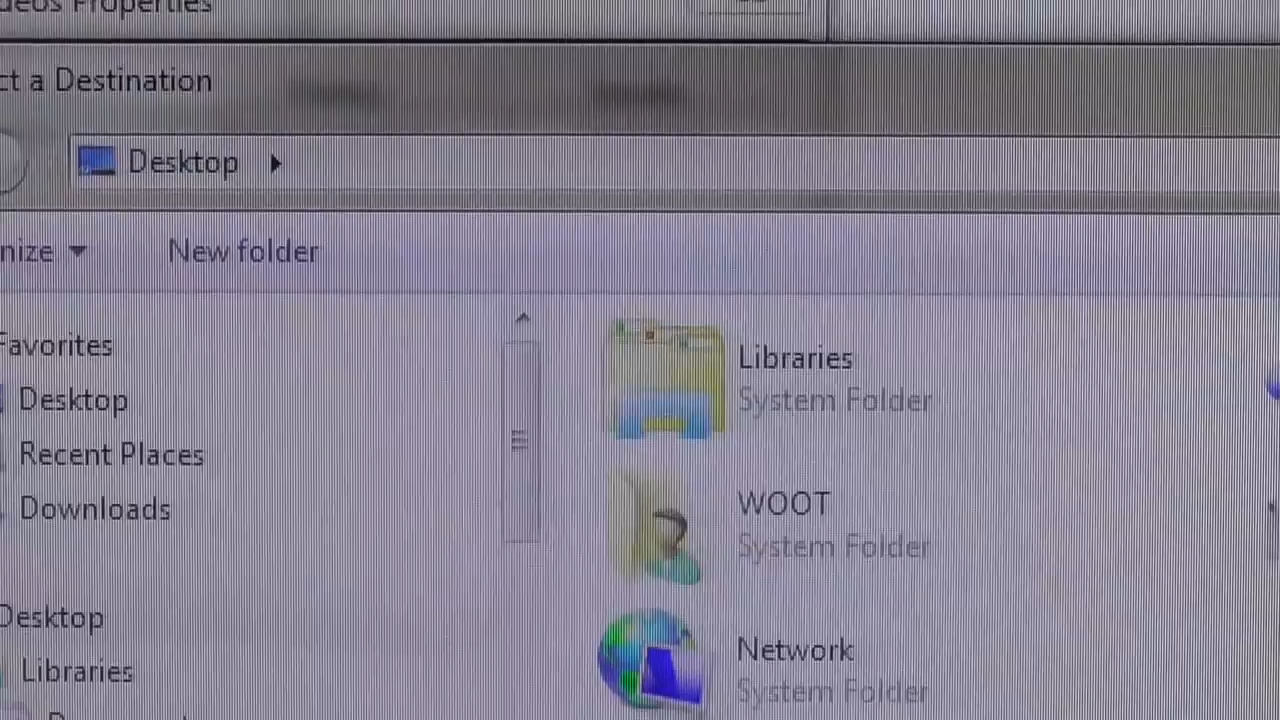 deos Properties
ct a Destination
Desktop
nize
New folder
Favorites
Desktop
Recent Places
Downloads
Desktop
Libraries
Libraries
System Folder
WOOT
System Folder
Network
System Folder